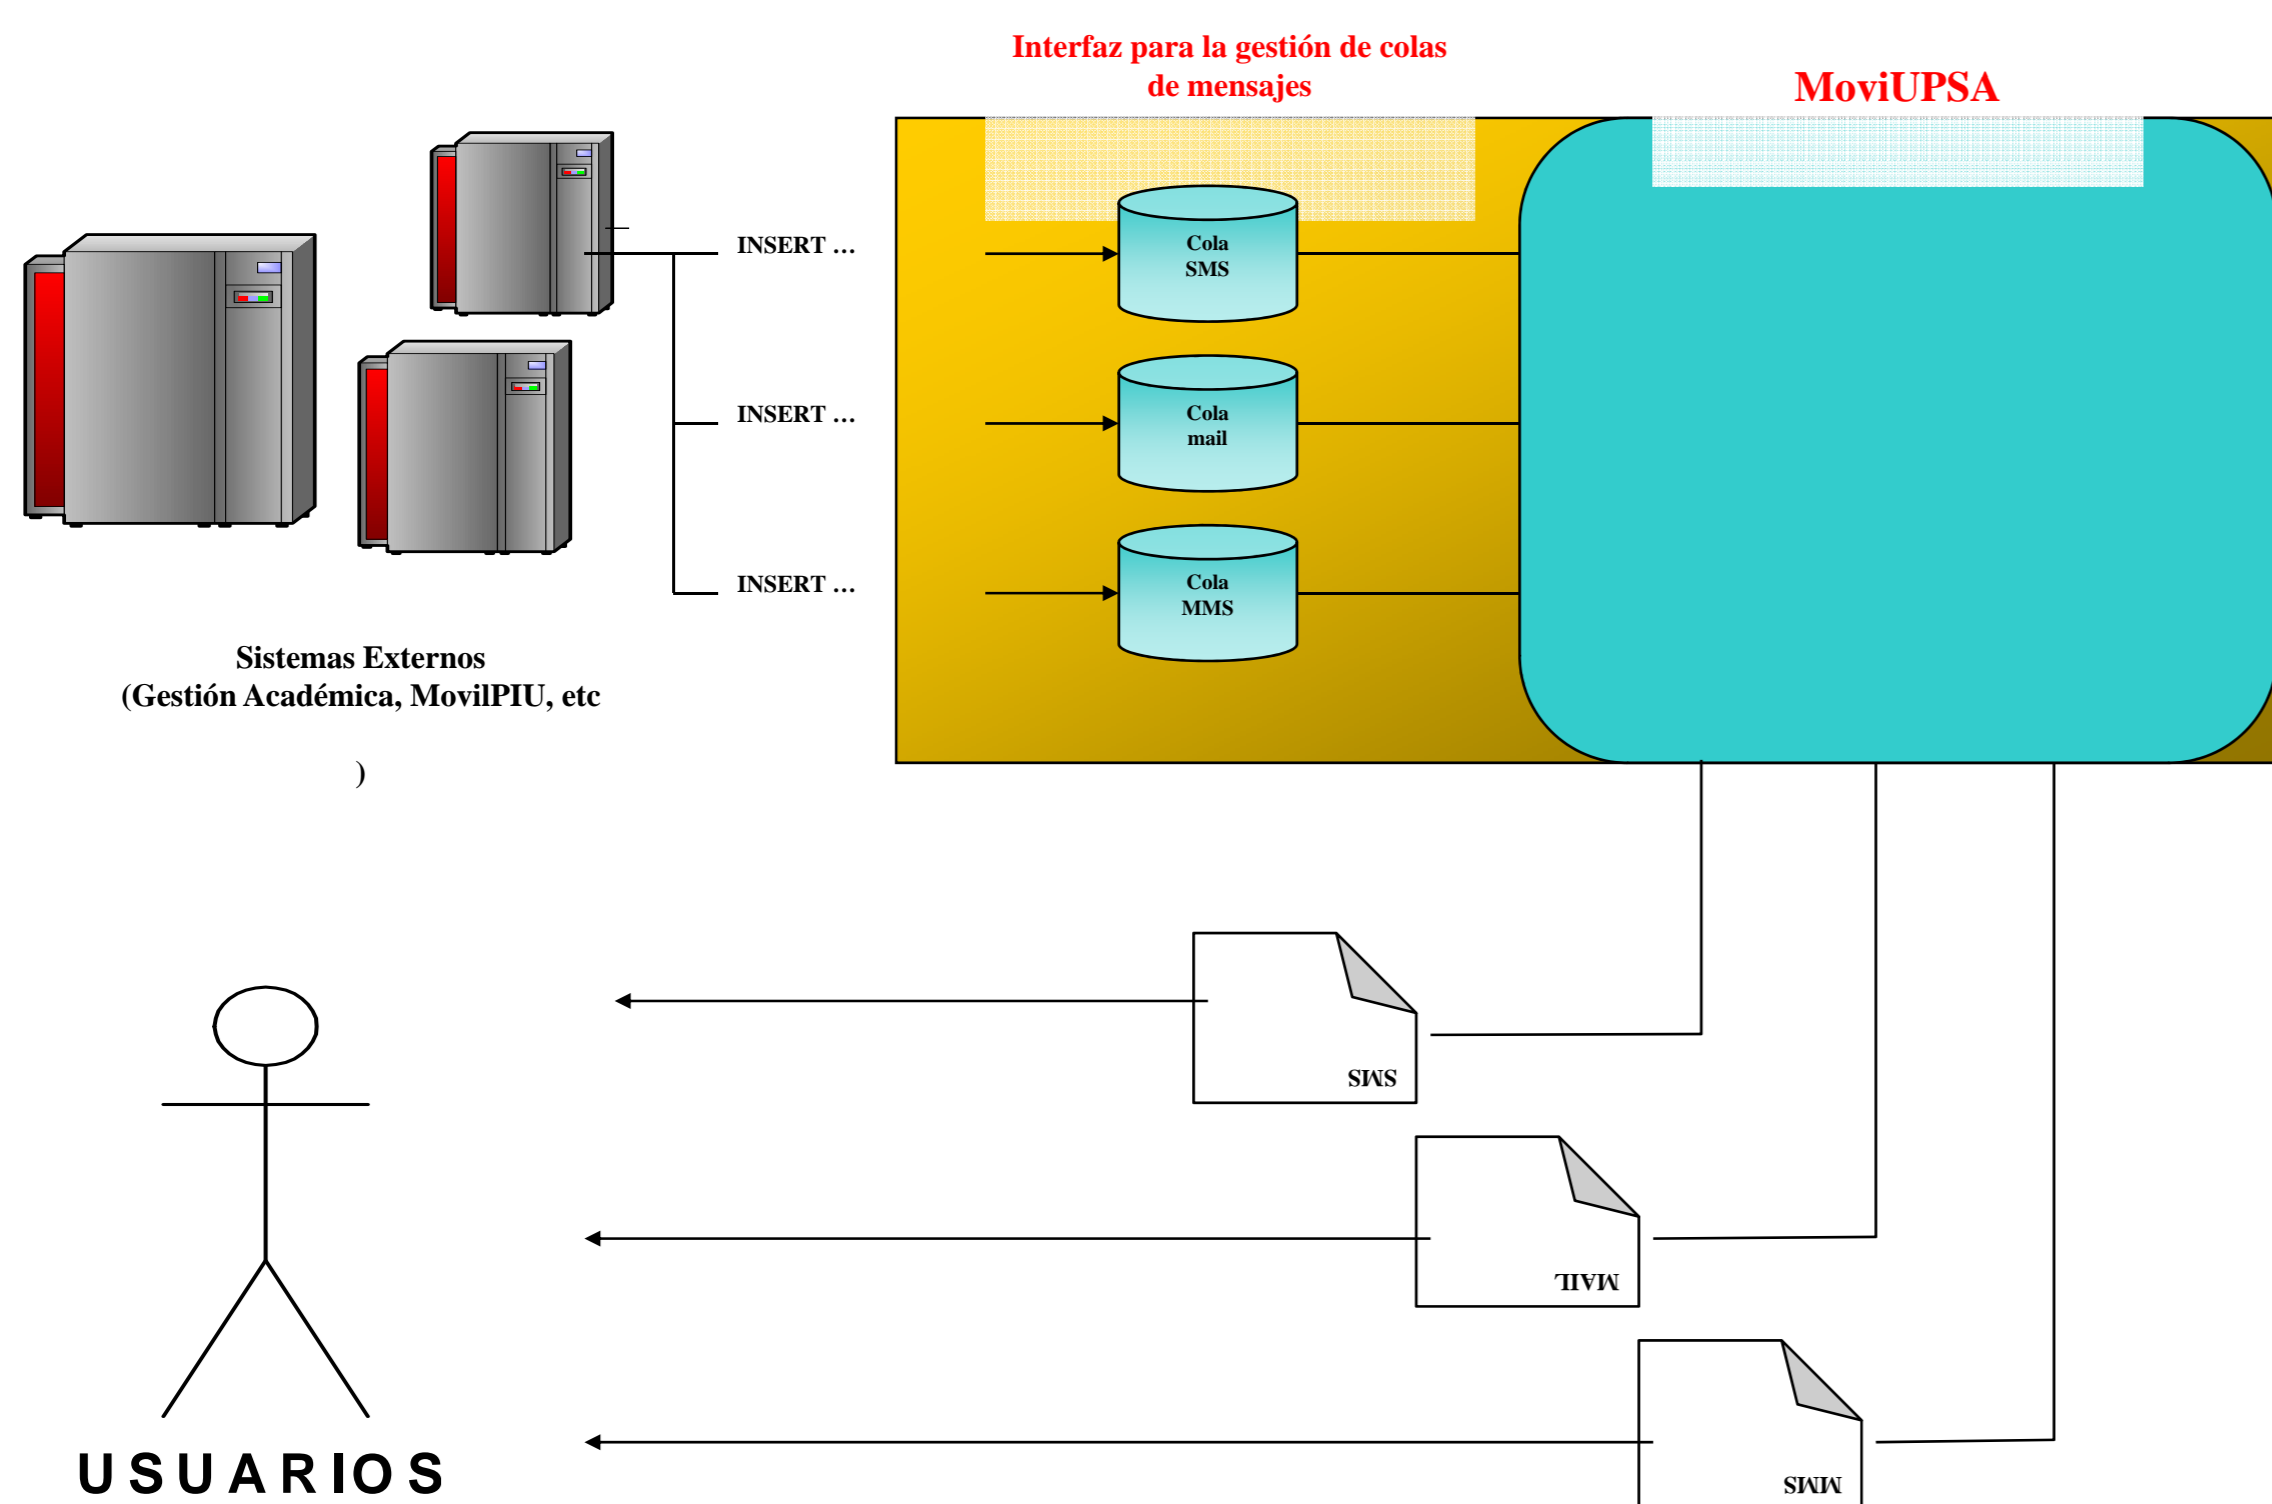 Interfaz para la gestión de colas
de mensajes
MoviUPSA
INSERT …
Cola
SMS
INSERT …
Cola
mail
INSERT …
Cola
MMS
Sistemas Externos
(Gestión Académica, MovilPIU, etc
)
SMS
MAIL
MMS
USUARIOS